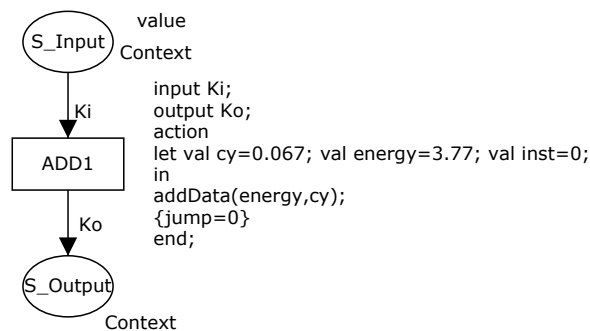 value
S_Input
Context
Ki
input Ki;
output Ko;
action
let val cy=0.067; val energy=3.77; val inst=0;
in
addData(energy,cy);
{jump=0}
end;
ADD1
Ko
S_Output
Context